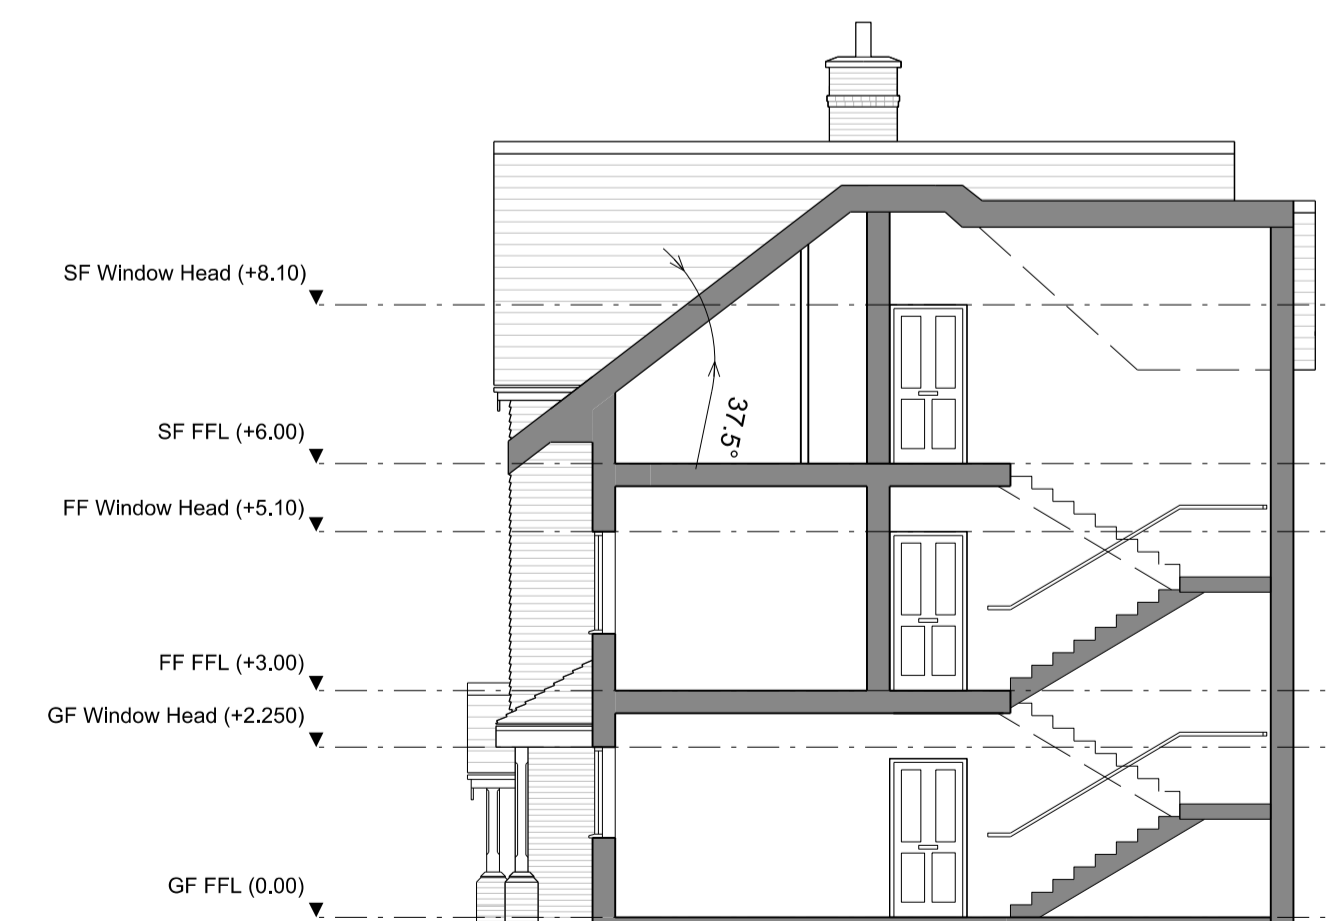 SF Window Head (+8.10)
37.5°
SF FFL (+6.00)
FF Window Head (+5.10)
FF FFL (+3.00)
GF Window Head (+2.250)
GF FFL (0.00)